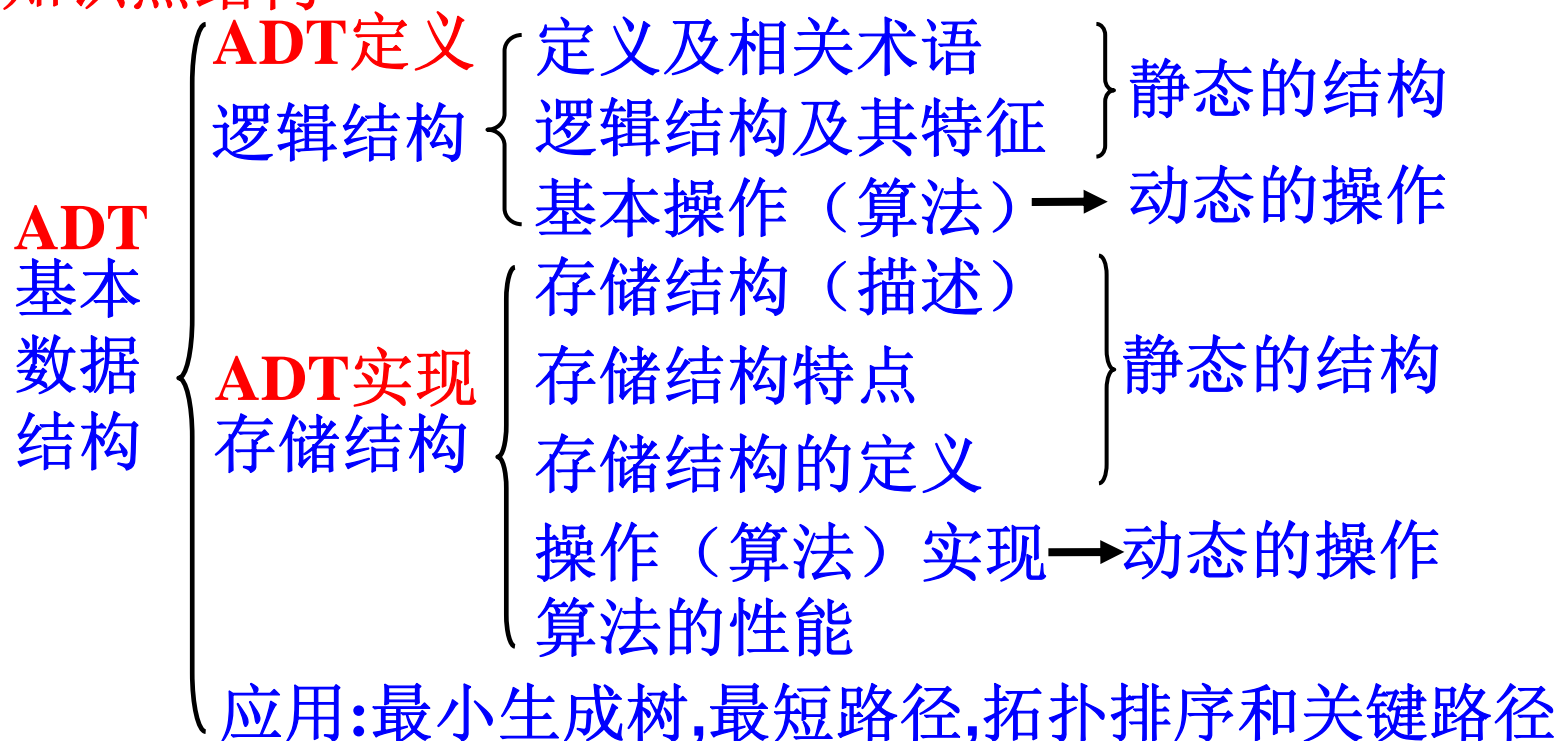 ADT定义
逻辑结构
定义及相关术语
逻辑结构及其特征
基本操作（算法）
静态的结构
动态的操作
ADT
基本
数据
结构
ADT实现
存储结构
存储结构（描述）
存储结构特点
存储结构的定义
操作（算法）实现
算法的性能
静态的结构
动态的操作
应用:最小生成树,最短路径,拓扑排序和关键路径